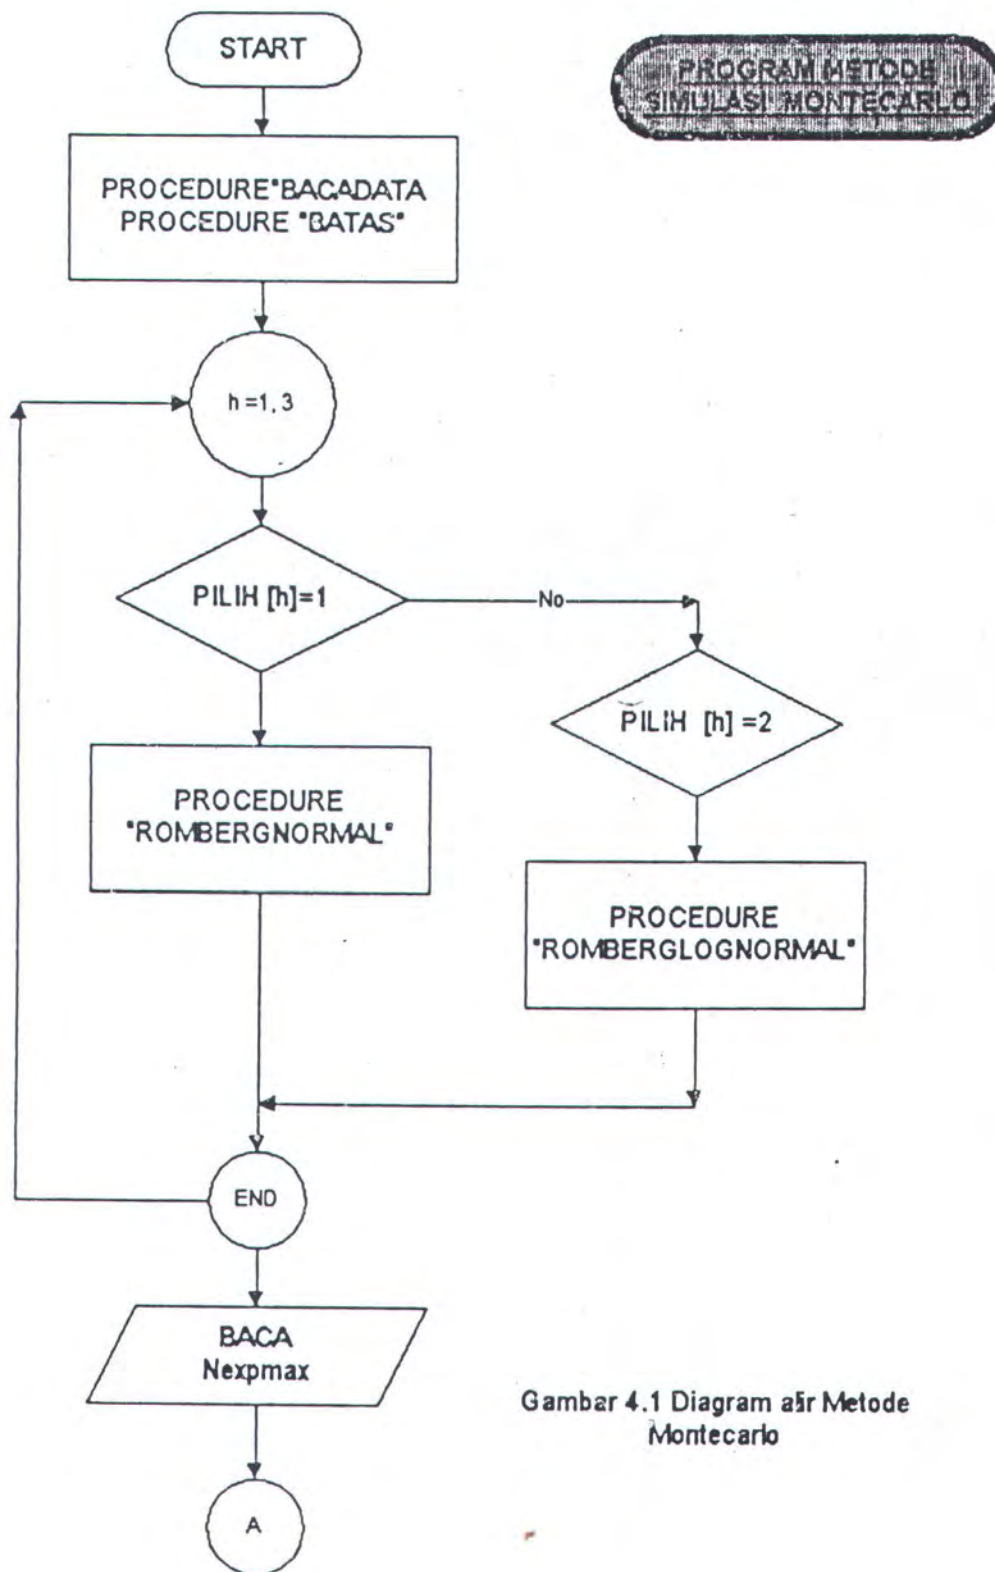 START
PROGRAM METODE
SIMULASI MONTECARLO
PROCEDURE"BACADATA
PROCEDURE "BATAS"
h =1, 3
PILIH [h]=1
No
PILIH [h] =2
PROCEDURE
"ROMBERGNORMAL"
PROCEDURE
"ROMBERGLOGNORMAL"
END
BACA
Nexpmax
Gambar 4.1 Diagram alir Metode
Montecarlo
A